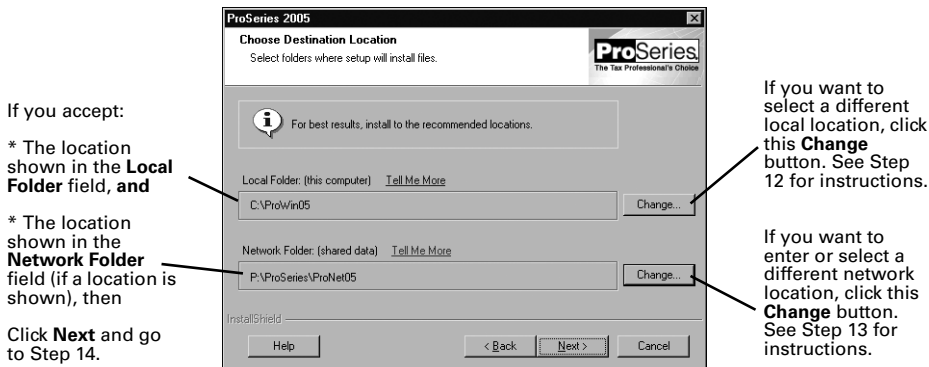 ProSeries 2005
Choose Destination Location
Select folders where setup will install files.
ProSeries
The Tax Professional's Choice
For best results, install to the recommended locations.
Local Folder: (this computer) Tell Me More
C:\ProWin05
Change...
Network Folder: (shared data) Tell Me More
P:\ProSeries\ProNet05
Change...
InstallShield
Help
< Back
Next >
Cancel
If you accept:
* The location
shown in the Local
Folder field, and
* The location
shown in the
Network Folder
field (if a location is
shown), then
Click Next and go
to Step 14.
If you want to
select a different
local location, click
this Change
button. See Step
12 for instructions.
If you want to
enter or select a
different network
location, click this
Change button.
See Step 13 for
instructions.